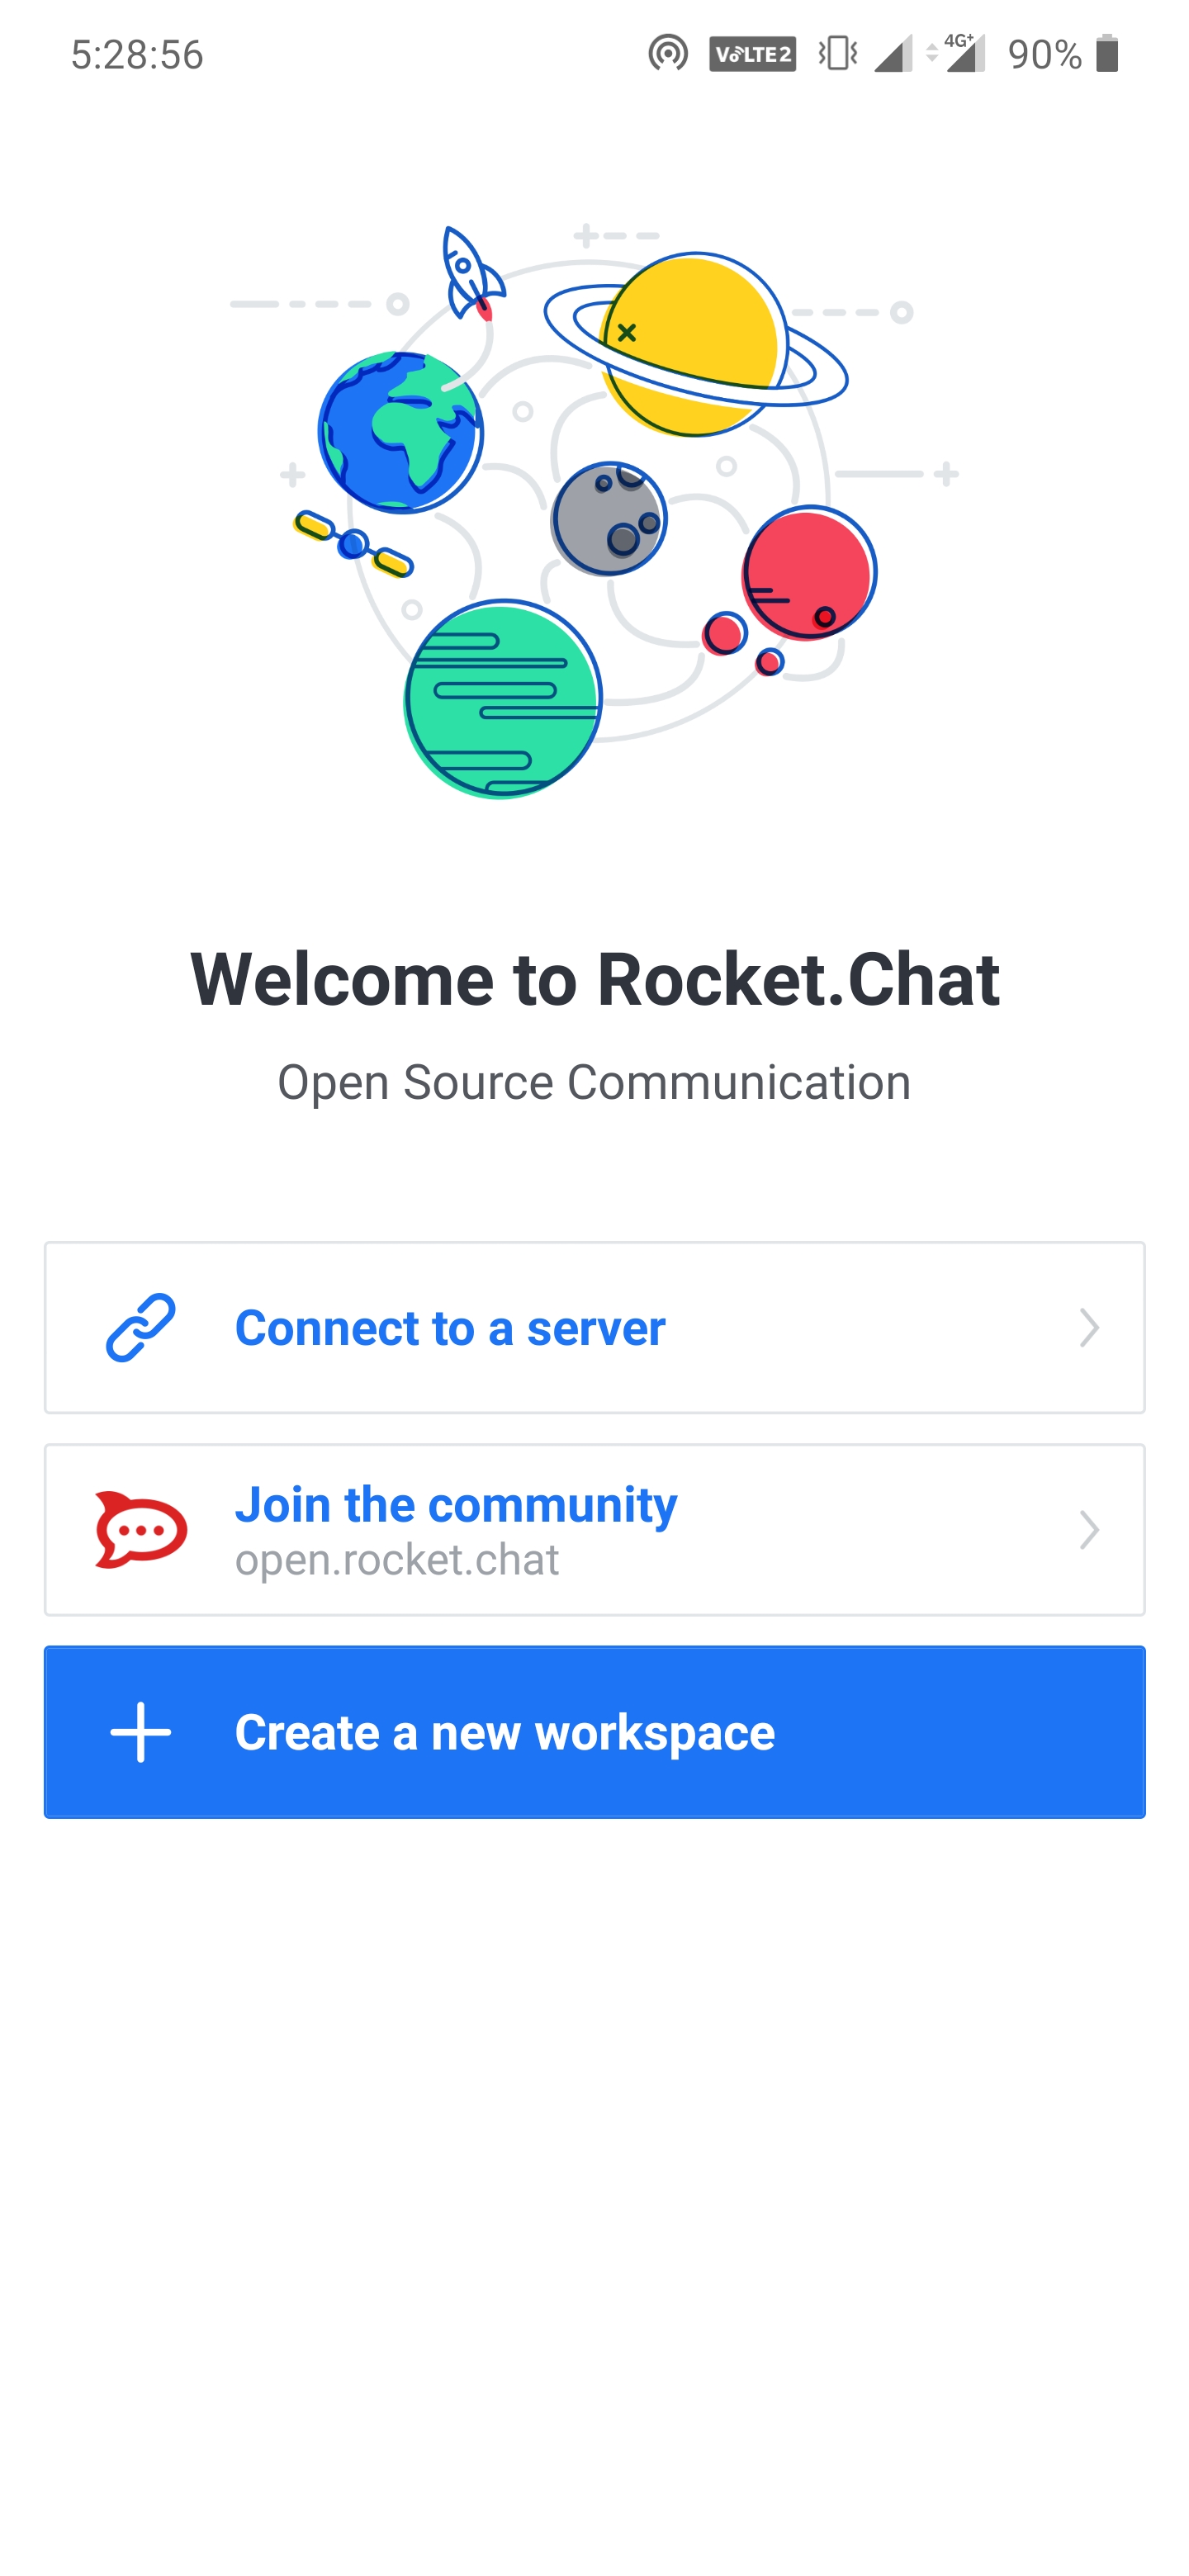 5:28:56
VoLTE2
4G+
90%
Welcome to Rocket.Chat
Open Source Communication
Connect to a server
Join the community
open.rocket.chat
Create a new workspace